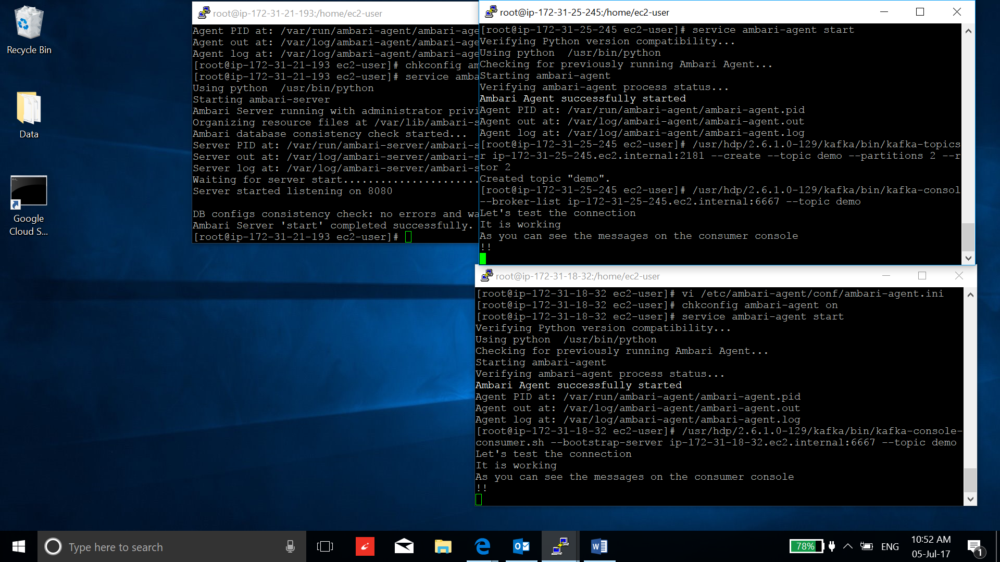 Recycle Bin
Data
Google
Cloud S...
root@ip-172-31-21-193:/home/ec2-user
Agent PID at: /var/run/ambari-agent/ambari-age
Agent out at: /var/log/ambari-agent/ambari-age
Agent log at: /var/log/ambari-agent/ambari-age
[root@ip-172-31-21-193 ec2-user]# chkconfig am
[root@ip-172-31-21-193 ec2-user]# service amba
Using python  /usr/bin/python
Starting ambari-server
Ambari Server running with administrator privi
Organizing resource files at /var/lib/ambari-s
Ambari database consistency check started...
Server PID at: /var/run/ambari-server/ambari-s
Server out at: /var/log/ambari-server/ambari-s
Server log at: /var/log/ambari-server/ambari-s
Waiting for server start......................
Server started listening on 8080
DB configs consistency check: no errors and wa
Ambari Server 'start' completed successfully.
[root@ip-172-31-21-193 ec2-user]#
root@ip-172-31-25-245:/home/ec2-user
[root@ip-172-31-25-245 ec2-user]# service ambari-agent start
Verifying Python version compatibility...
Using python  /usr/bin/python
Checking for previously running Ambari Agent...
Starting ambari-agent
Verifying ambari-agent process status...
Ambari Agent successfully started
Agent PID at: /var/run/ambari-agent/ambari-agent.pid
Agent out at: /var/log/ambari-agent/ambari-agent.out
Agent log at: /var/log/ambari-agent/ambari-agent.log
[root@ip-172-31-25-245 ec2-user]# /usr/hdp/2.6.1.0-129/kafka/bin/kafka-topics
r ip-172-31-25-245.ec2.internal:2181 --create --topic demo --partitions 2 --r
tor 2
Created topic "demo".
[root@ip-172-31-25-245 ec2-user]# /usr/hdp/2.6.1.0-129/kafka/bin/kafka-consol
--broker-list ip-172-31-25-245.ec2.internal:6667 --topic demo
Let's test the connection
It is working
As you can see the messages on the consumer console
!!
root@ip-172-31-18-32:/home/ec2-user
[root@ip-172-31-18-32 ec2-user]# vi /etc/ambari-agent/conf/ambari-agent.ini
[root@ip-172-31-18-32 ec2-user]# chkconfig ambari-agent on
[root@ip-172-31-18-32 ec2-user]# service ambari-agent start
Verifying Python version compatibility...
Using python  /usr/bin/python
Checking for previously running Ambari Agent...
Starting ambari-agent
Verifying ambari-agent process status...
Ambari Agent successfully started
Agent PID at: /var/run/ambari-agent/ambari-agent.pid
Agent out at: /var/log/ambari-agent/ambari-agent.out
Agent log at: /var/log/ambari-agent/ambari-agent.log
[root@ip-172-31-18-32 ec2-user]# /usr/hdp/2.6.1.0-129/kafka/bin/kafka-console-
consumer.sh --bootstrap-server ip-172-31-18-32.ec2.internal:6667 --topic demo
Let's test the connection
It is working
As you can see the messages on the consumer console
!!
Type here to search
78%
ENG
10:52 AM
05-Jul-17
1